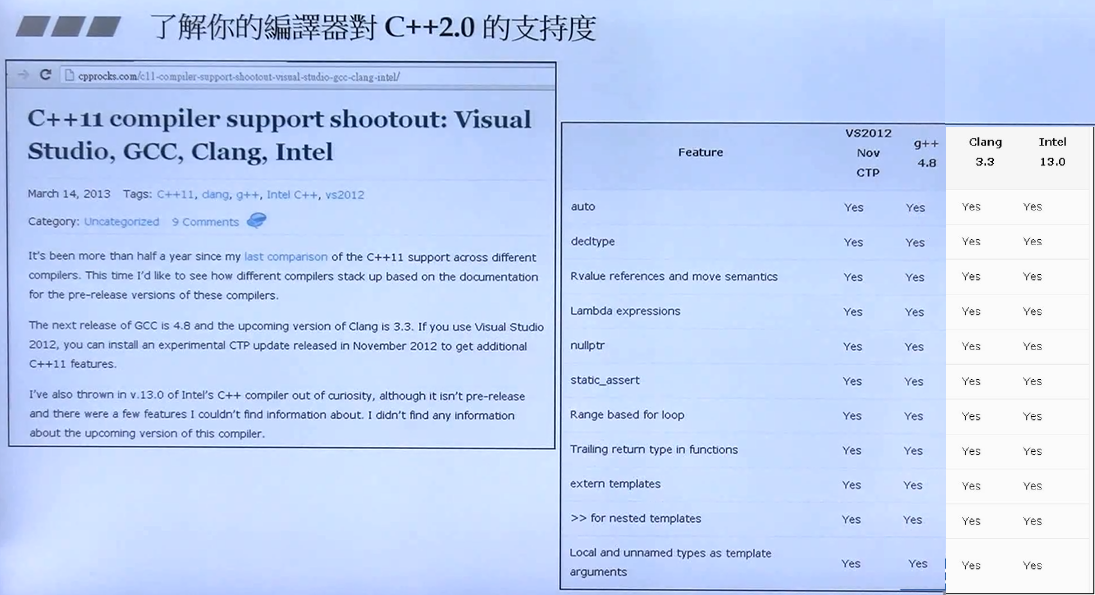 了解你的編譯器對 C++2.0 的支持度
cpprocks.com/c11-compiler-support-shootout-visual-studio-gcc-clang-intel/
C++11 compiler support shootout: Visual
Studio, GCC, Clang, Intel
March 14, 2013 Tags: C++11, clang, g++, Intel C++, vs2012
Category: Uncategorized 9 Comments
It's been more than half a year since my last comparison of the C++11 support across different
compilers. This time I'd like to see how different compilers stack up based on the documentation
for the pre-release versions of these compilers.
The next release of GCC is 4.8 and the upcoming version of Clang is 3.3. If you use Visual Studio
2012, you can install an experimental CTP update released in November 2012 to get additional
C++11 features.
I've also thrown in v.13.0 of Intel's C++ compiler out of curiosity, although it isn't pre-release
and there were a few features I couldn't find information about. I didn't find any information
about the upcoming version of this compiler.
Feature VS2012 Nov CTP g++ 4.8 Clang 3.3 Intel 13.0
auto Yes Yes Yes Yes
decltype Yes Yes Yes Yes
Rvalue references and move semantics Yes Yes Yes Yes
Lambda expressions Yes Yes Yes Yes
nullptr Yes Yes Yes Yes
static_assert Yes Yes Yes Yes
Range based for loop Yes Yes Yes Yes
Trailing return type in functions Yes Yes Yes Yes
extern templates Yes Yes Yes Yes
>> for nested templates Yes Yes Yes Yes
Local and unnamed types as template
arguments Yes Yes Yes Yes